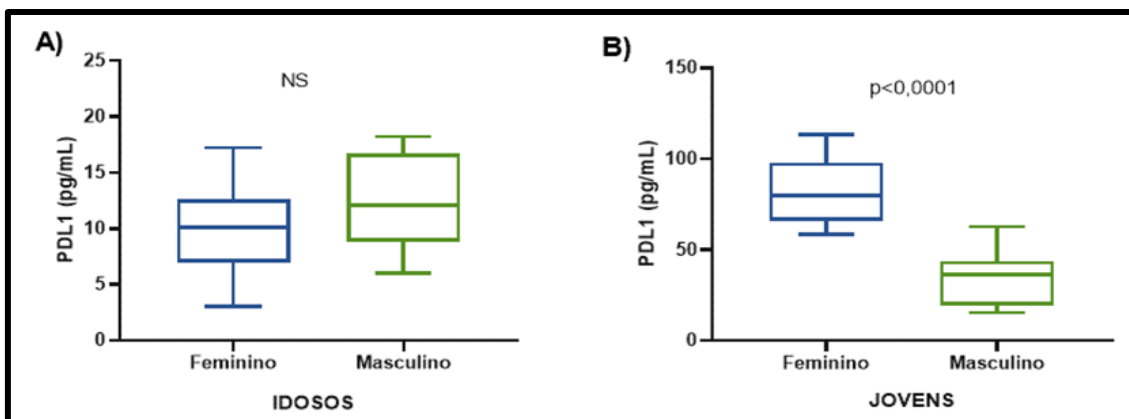 A)
25
20
15
10
5
0
PDL1 (pg/mL)
NS
Feminino Masculino
IDOSOS
B)
150
100
50
0
PDL1 (pg/mL)
p<0,0001
Feminino Masculino
JOVENS